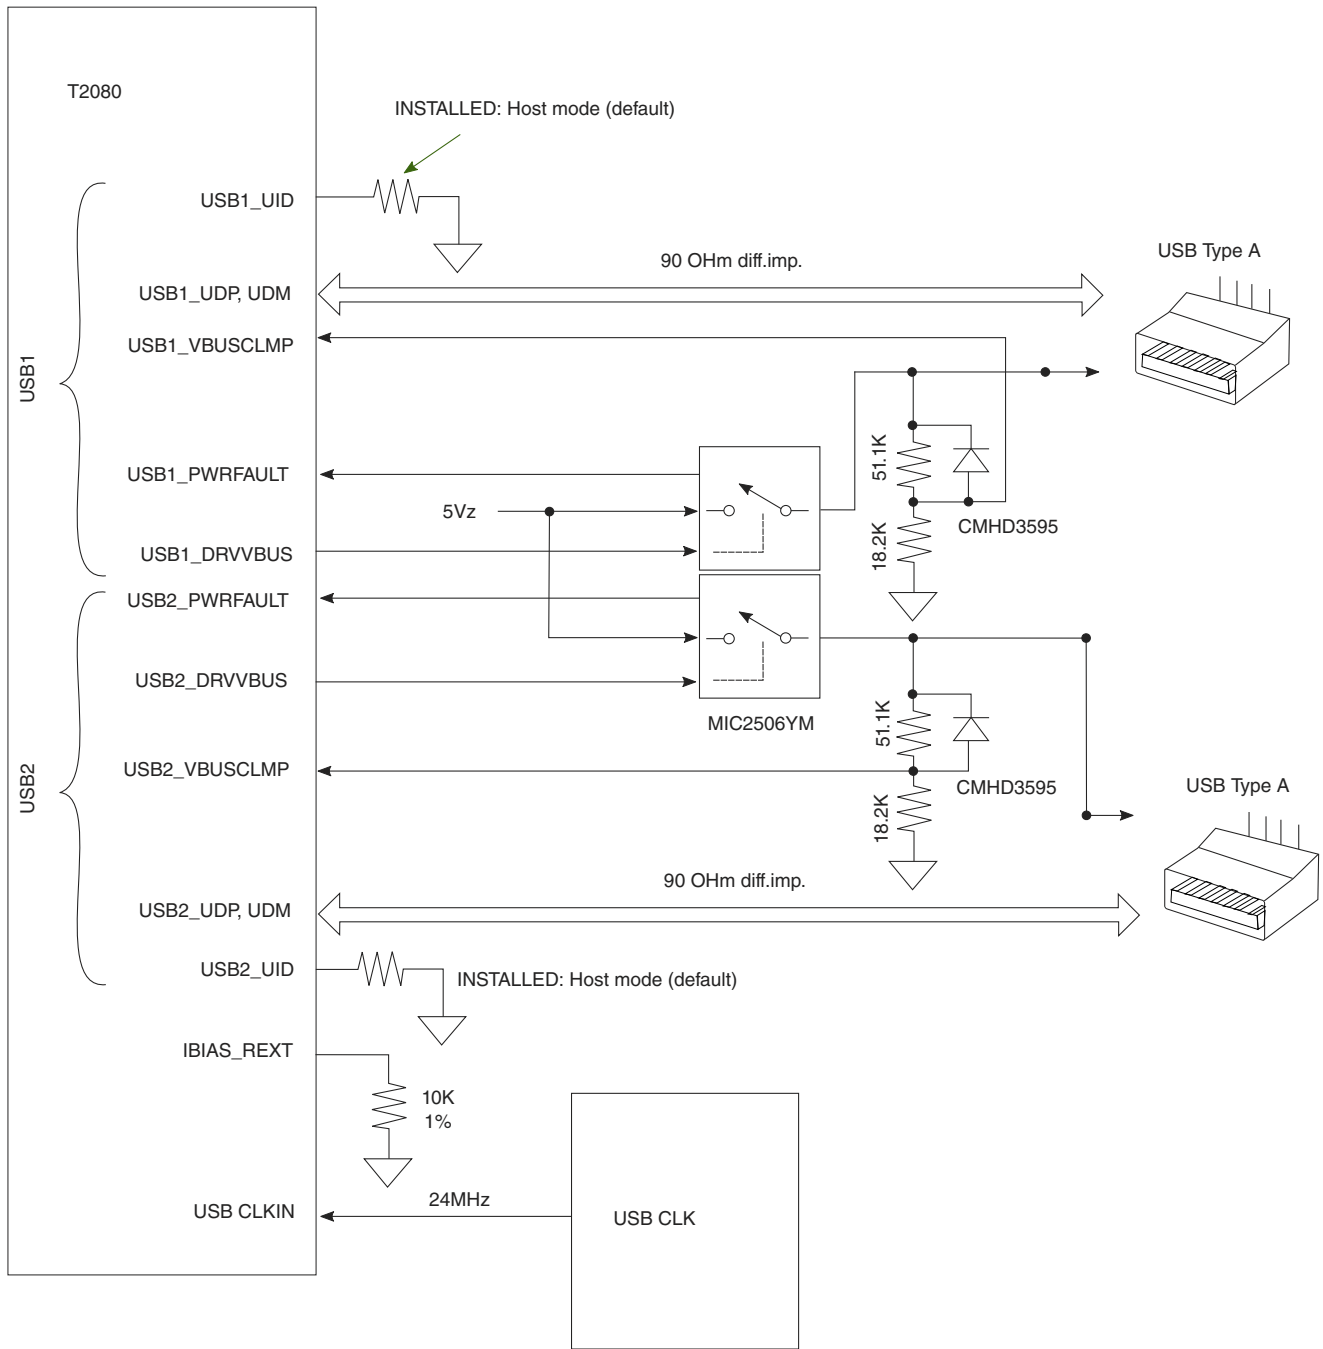 T2080
INSTALLED: Host mode (default)
USB1_UID
USB Type A
90 OHm diff.imp.
USB1_UDP, UDM
USB1_VBUSCLMP
USB1
51.1K
USB1_PWRFAULT
5Vz
CMHD3595
18.2K
USB1_DRVVBUS
USB2_PWRFAULT
USB2_DRVVBUS
MIC2506YM
51.1K
USB2_VBUSCLMP
USB2
CMHD3595
USB Type A
18.2K
90 OHm diff.imp.
USB2_UDP, UDM
USB2_UID
INSTALLED: Host mode (default)
IBIAS_REXT
10K
1%
24MHz
USB CLKIN
USB CLK